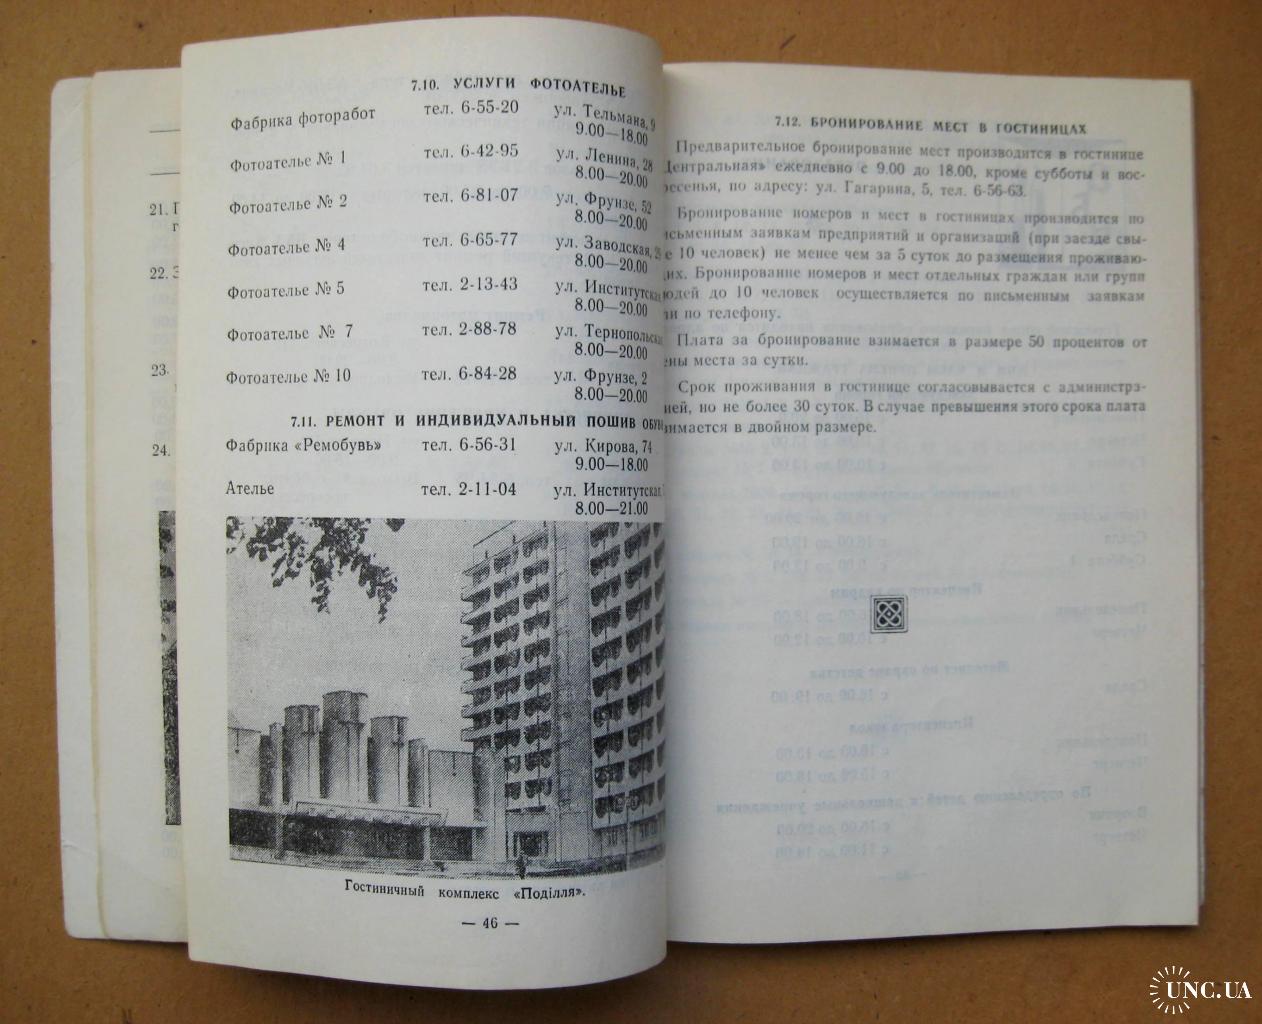 21.
22.
23.
24.
7.10. УСЛУГИ ФОТОАТЕЛЬЕ
Фабрика фоторабот тел. 6-55-20 ул. Тельмана, 9
9.00—18.00
Фотоателье № 1 тел. 6-42-95 ул. Ленина, 28
8.00—20.00
Фотоателье № 2 тел. 6-81-07 ул. Фрунзе, 52
8.00—20.00
Фотоателье № 4 тел. 6-65-77 ул. Заводская,
8.00—20.00
Фотоателье № 5 тел. 2-13-43 ул. Институтская
8.00—20.00
Фотоателье № 7 тел. 2-88-78 ул. Тернопольская
8.00—20.00
Фотоателье № 10 тел. 6-84-28 ул. Фрунзе, 2
8.00—20.00
7.11. РЕМОНТ И ИНДИВИДУАЛЬНЫЙ ПОШИВ ОБУВ
Фабрика «Ремобувь» тел. 6-56-31 ул. Кирова, 74
9.00—18.00
Ателье тел. 2-11-04 ул. Институтская,
8.00—21.00
Гостиничный комплекс «Поділля».
— 46 —
7.12. БРОНИРОВАНИЕ МЕСТ В ГОСТИНИЦАХ
Предварительное бронирование мест производится в гостинице
Центральная» ежедневно с 9.00 до 18.00, кроме субботы и вос-
ресенья, по адресу: ул. Гагарина, 5, тел. 6-56-63.
Бронирование номеров и мест в гостиницах производится по
сьменным заявкам предприятий и организаций (при заезде свы-
е 10 человек) не менее чем за 5 суток до размещения проживаю-
их. Бронирование номеров и мест отдельных граждан или групп
юдей до 10 человек осуществляется по письменным заявкам
и по телефону.
Плата за бронирование взимается в размере 50 процентов от
ены места за сутки.
Срок проживания в гостинице согласовывается с администра-
ией, но не более 30 суток. В случае превышения этого срока плата
имается в двойном размере.
UNC.UA